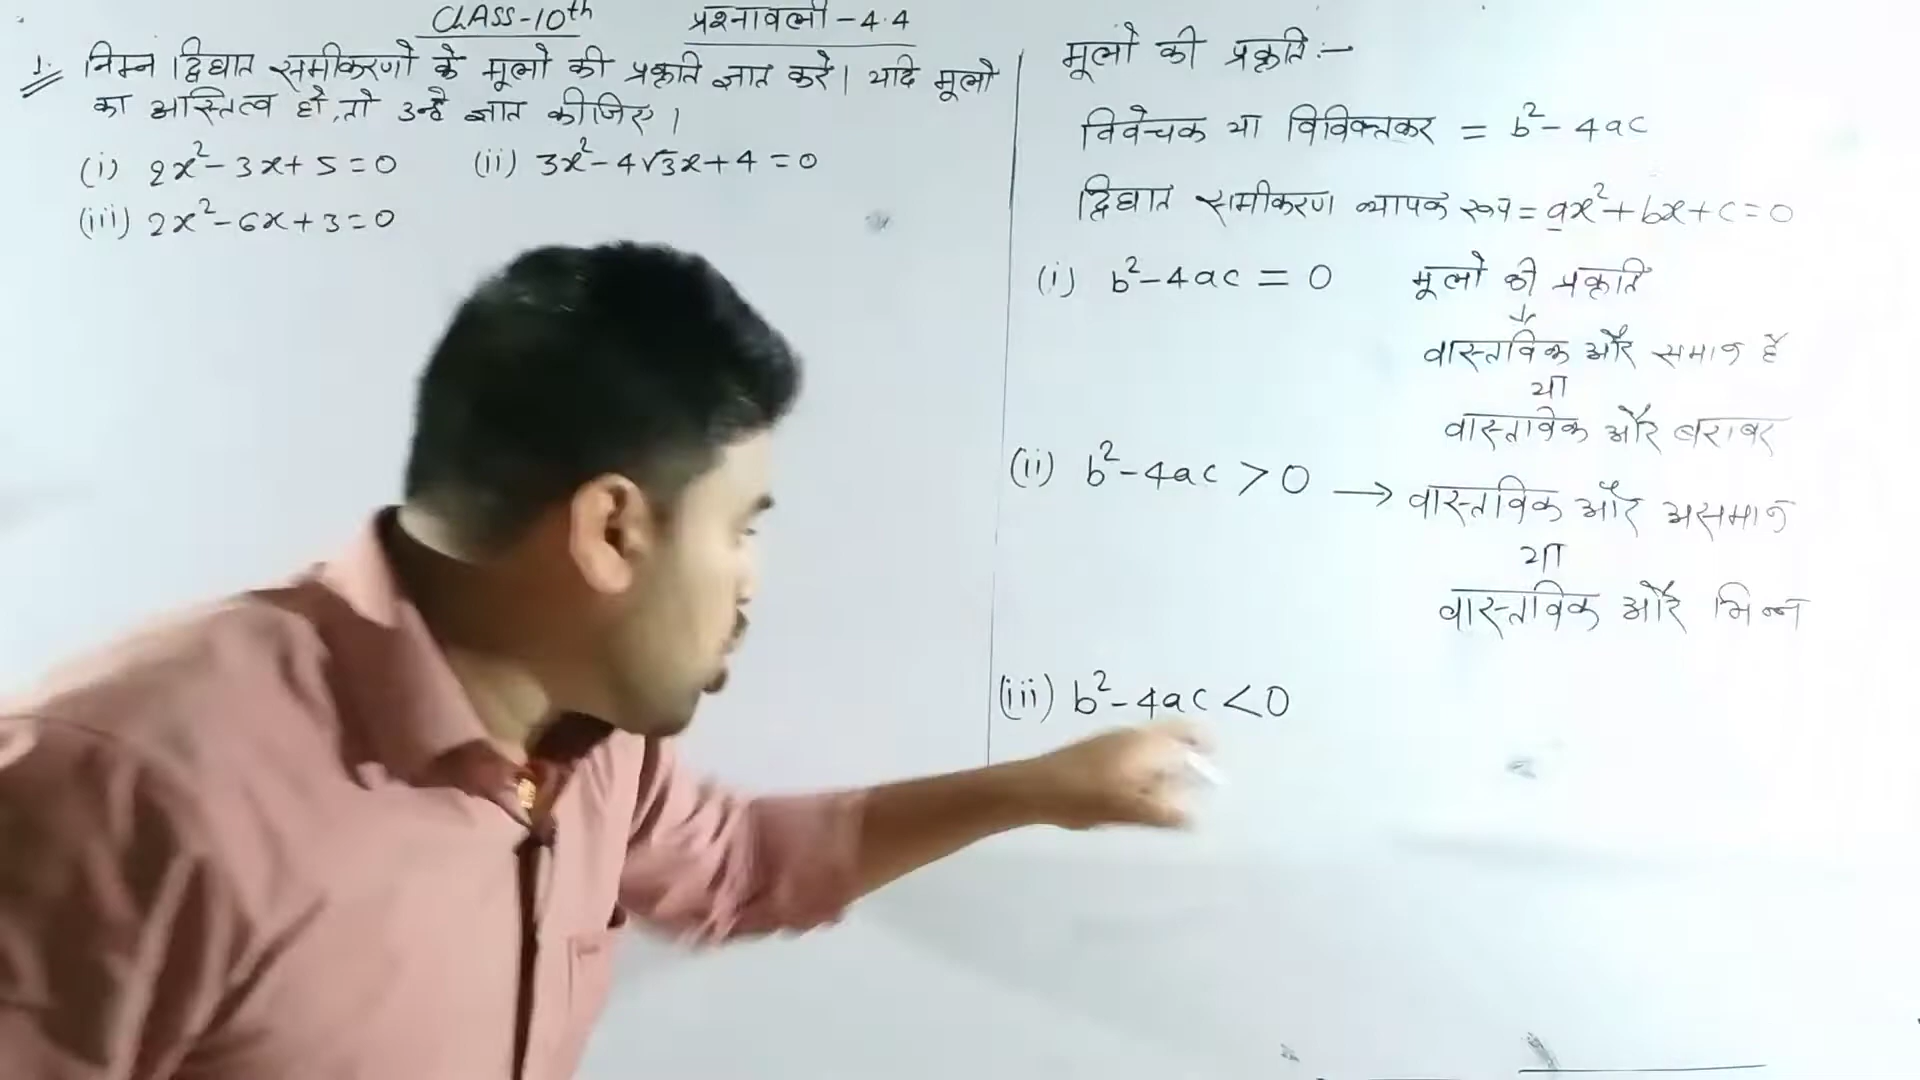 CLASS-10th
प्रश्नावली-4.4
1. निम्न द्विघात समीकरणो के मूलो की प्रकृति ज्ञात करे। यदि मूलो
का अस्तित्व हो, तो उन्हे ज्ञात कीजिए।
(i) 2x²-3x+5=0 (ii) 3x²-4√3x+4=0
(iii) 2x²-6x+3=0
मूलो की प्रकृति:-
विवेचक या विविक्तकर = b²-4ac
द्विघात समीकरण व्यापक रूप = ax²+bx+c=0
(i) b²-4ac = 0 मूलो की प्रकृति
↓
वास्तविक और समान है
या
वास्तविक और बराबर
(ii) b²-4ac > 0 → वास्तविक और असमान
या
वास्तविक और भिन्न
(iii) b²-4ac < 0